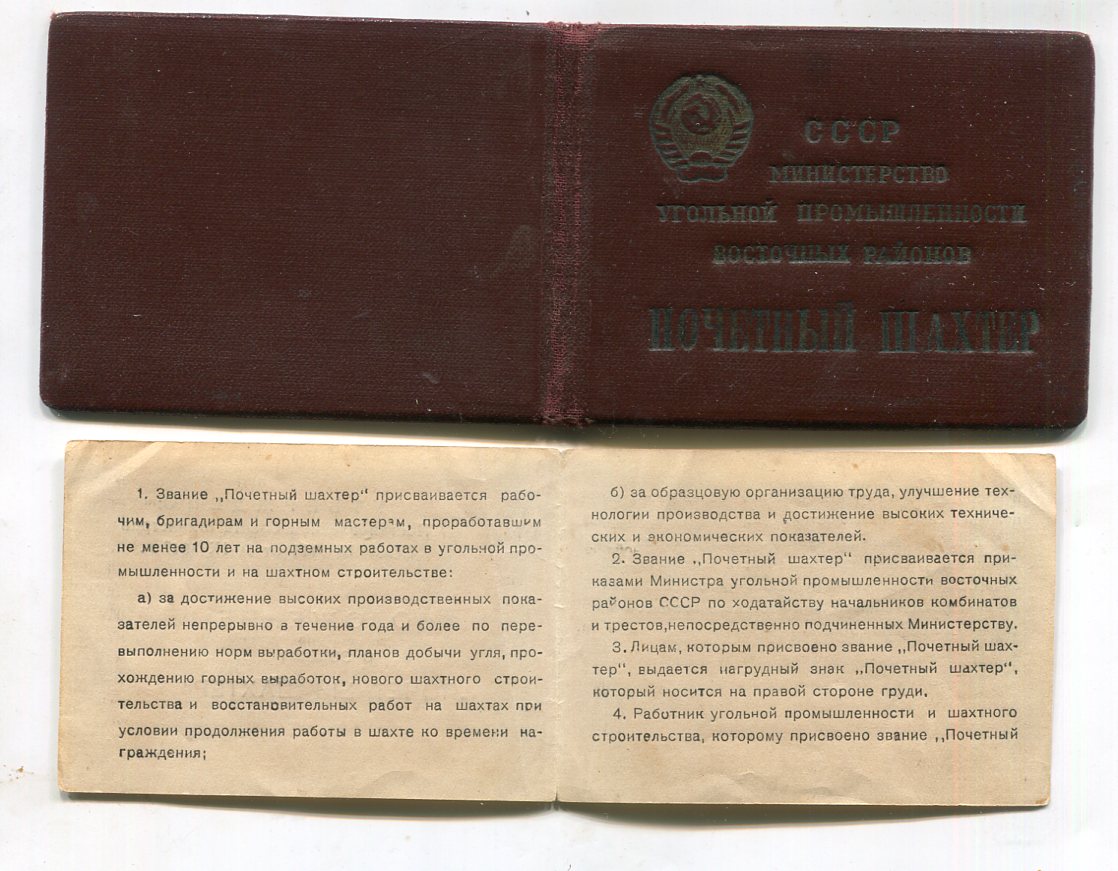 СССР
МИНИСТЕРСТВО
УГОЛЬНОЙ ПРОМЫШЛЕННОСТИ
ВОСТОЧНЫХ РАЙОНОВ
ПОЧЕТНЫЙ ШАХТЕР
1. Звание „Почетный шахтер“ присваивается рабо-
чим, бригадирам и горным мастерам, проработавшим
не менее 10 лет на подземных работах в угольной про-
мышленности и на шахтном строительстве:
а) за достижение высоких производственных пока-
зателей непрерывно в течение года и более по пере-
выполнению норм выработки, планов добычи угля, про-
хождению горных выработок, нового шахтного строи-
тельства и восстановительных работ на шахтах при
условии продолжения работы в шахте ко времени на-
граждения;
б) за образцовую организацию труда, улучшение тех-
нологии производства и достижение высоких техниче-
ских и экономических показателей.
2. Звание „Почетный шахтер“ присваивается при-
казами Министра угольной промышленности восточных
районов СССР по ходатайству начальников комбинатов
и трестов,непосредственно подчиненных Министерству.
3. Лицам, которым присвоено звание „Почетный шах-
тер“, выдается нагрудный знак „Почетный шахтер“,
который носится на правой стороне груди.
4. Работник угольной промышленности и шахтного
строительства, которому присвоено звание „Почетный